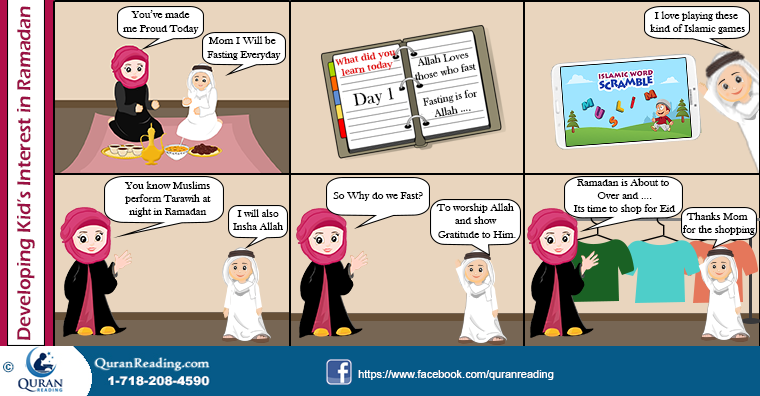 Developing Kid's Interest in Ramadan
You've made
me Proud Today
Mom I Will be
Fasting Everyday
What did you
learn today
Day 1
Allah Loves
those who fast
Fasting is for
Allah ....
I love playing these
kind of Islamic games
ISLAMIC WORD
SCRAMBLE
MUSLIM
You know Muslims
perform Tarawih at
night in Ramadan
I will also
Insha Allah
So Why do we Fast?
To worship Allah
and show
Gratitude to Him.
Ramadan is About to
Over and ....
Its time to shop for Eid
Thanks Mom
for the shopping
©
QURAN
READING
QuranReading.com
1-718-208-4590
f
https://www.facebook.com/quranreading